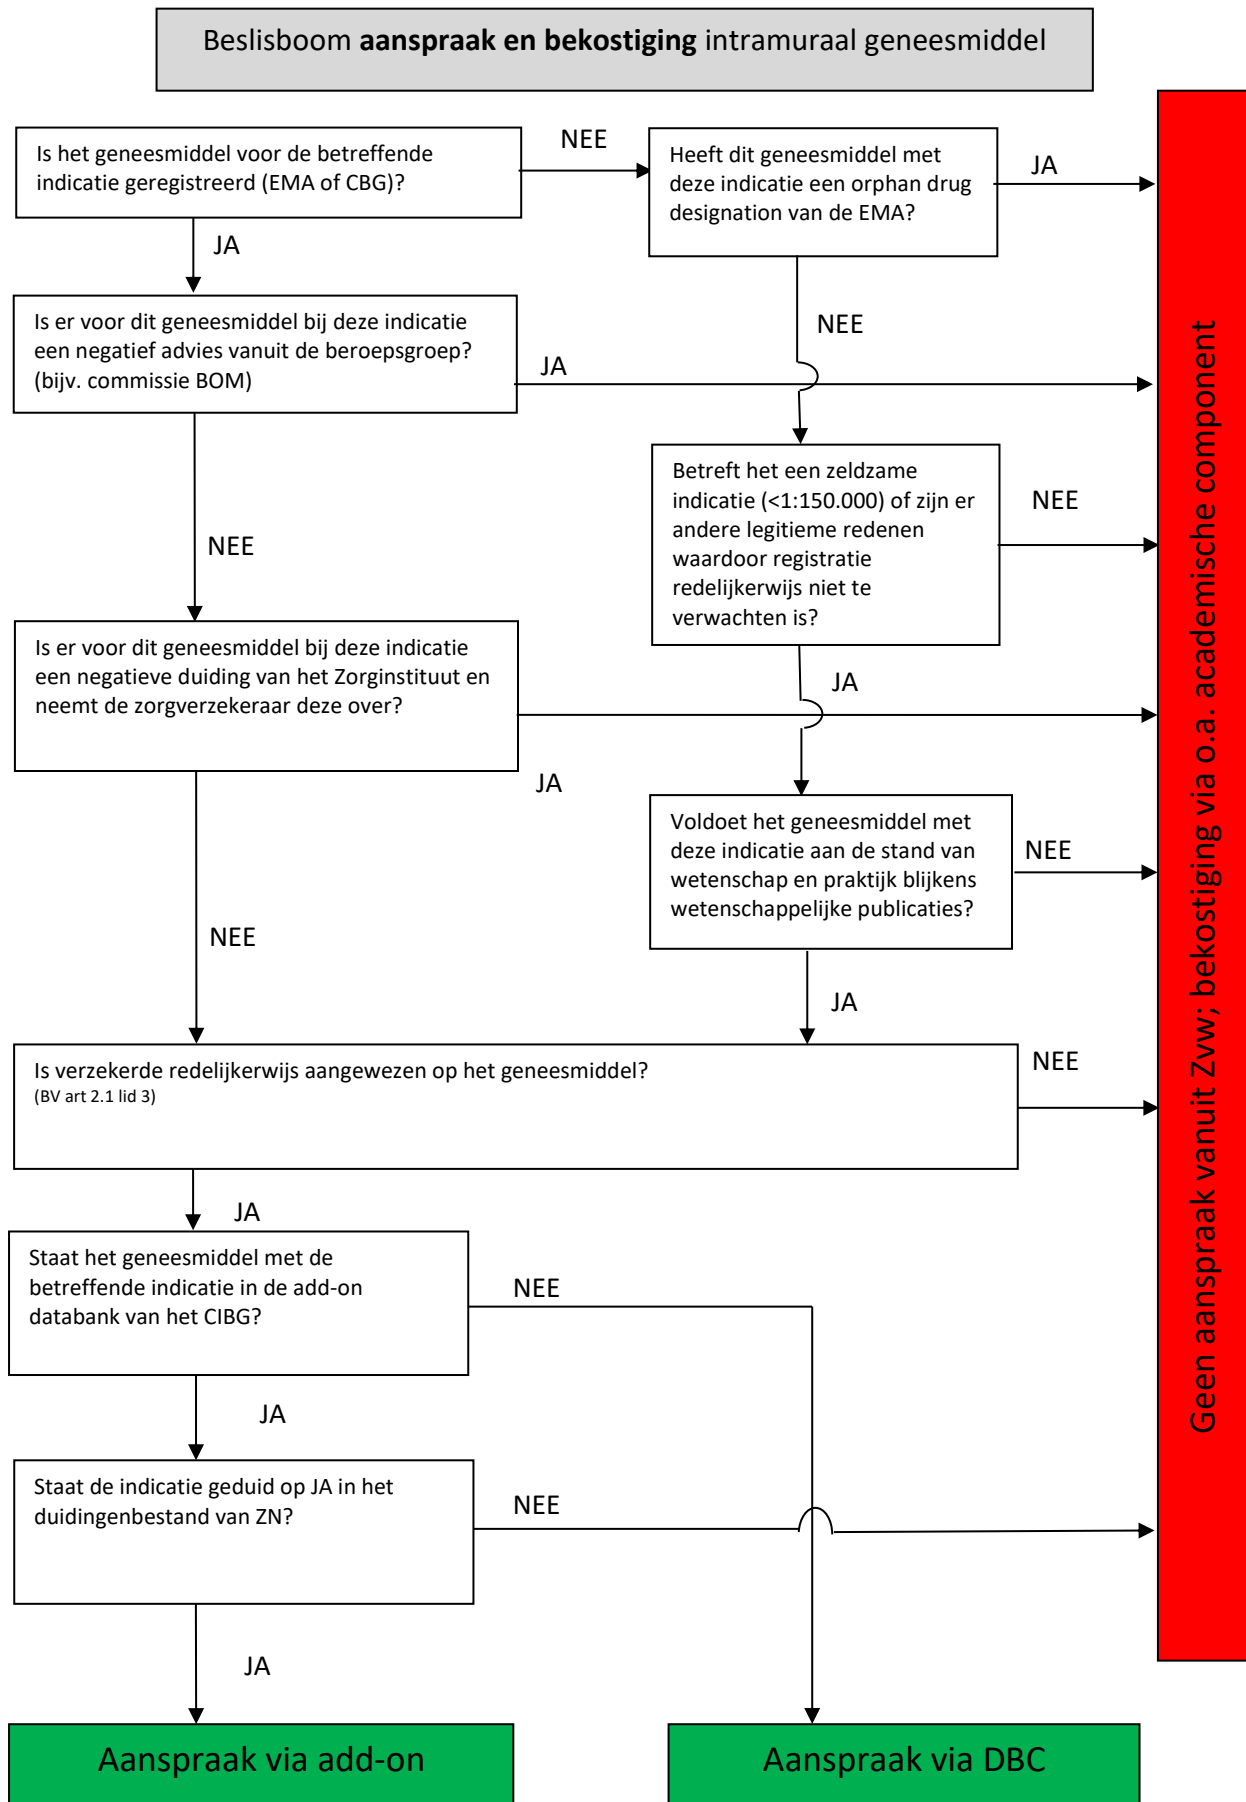 Beslisboom aanspraak en bekostiging intramuraal geneesmiddel
Is het geneesmiddel voor de betreffende
indicatie geregistreerd (EMA of CBG)?
NEE
Heeft dit geneesmiddel met
deze indicatie een orphan drug
designation van de EMA?
JA
JA
NEE
Is er voor dit geneesmiddel bij deze indicatie
een negatief advies vanuit de beroepsgroep?
(bijv. commissie BOM)
JA
NEE
Betreft het een zeldzame
indicatie (<1:150.000) of zijn er
andere legitieme redenen
waardoor registratie
redelijkerwijs niet te
verwachten is?
NEE
JA
Is er voor dit geneesmiddel bij deze indicatie
een negatieve duiding van het Zorginstituut en
neemt de zorgverzekeraar deze over?
JA
NEE
Voldoet het geneesmiddel met
deze indicatie aan de stand van
wetenschap en praktijk blijkens
wetenschappelijke publicaties?
NEE
JA
Is verzekerde redelijkerwijs aangewezen op het geneesmiddel?
(BV art 2.1 lid 3)
NEE
JA
Staat het geneesmiddel met de
betreffende indicatie in de add-on
databank van het CIBG?
NEE
JA
Staat de indicatie geduid op JA in het
duidingenbestand van ZN?
NEE
JA
Aanspraak via add-on
Aanspraak via DBC
Geen aanspraak vanuit Zvw; bekostiging via o.a. academische component